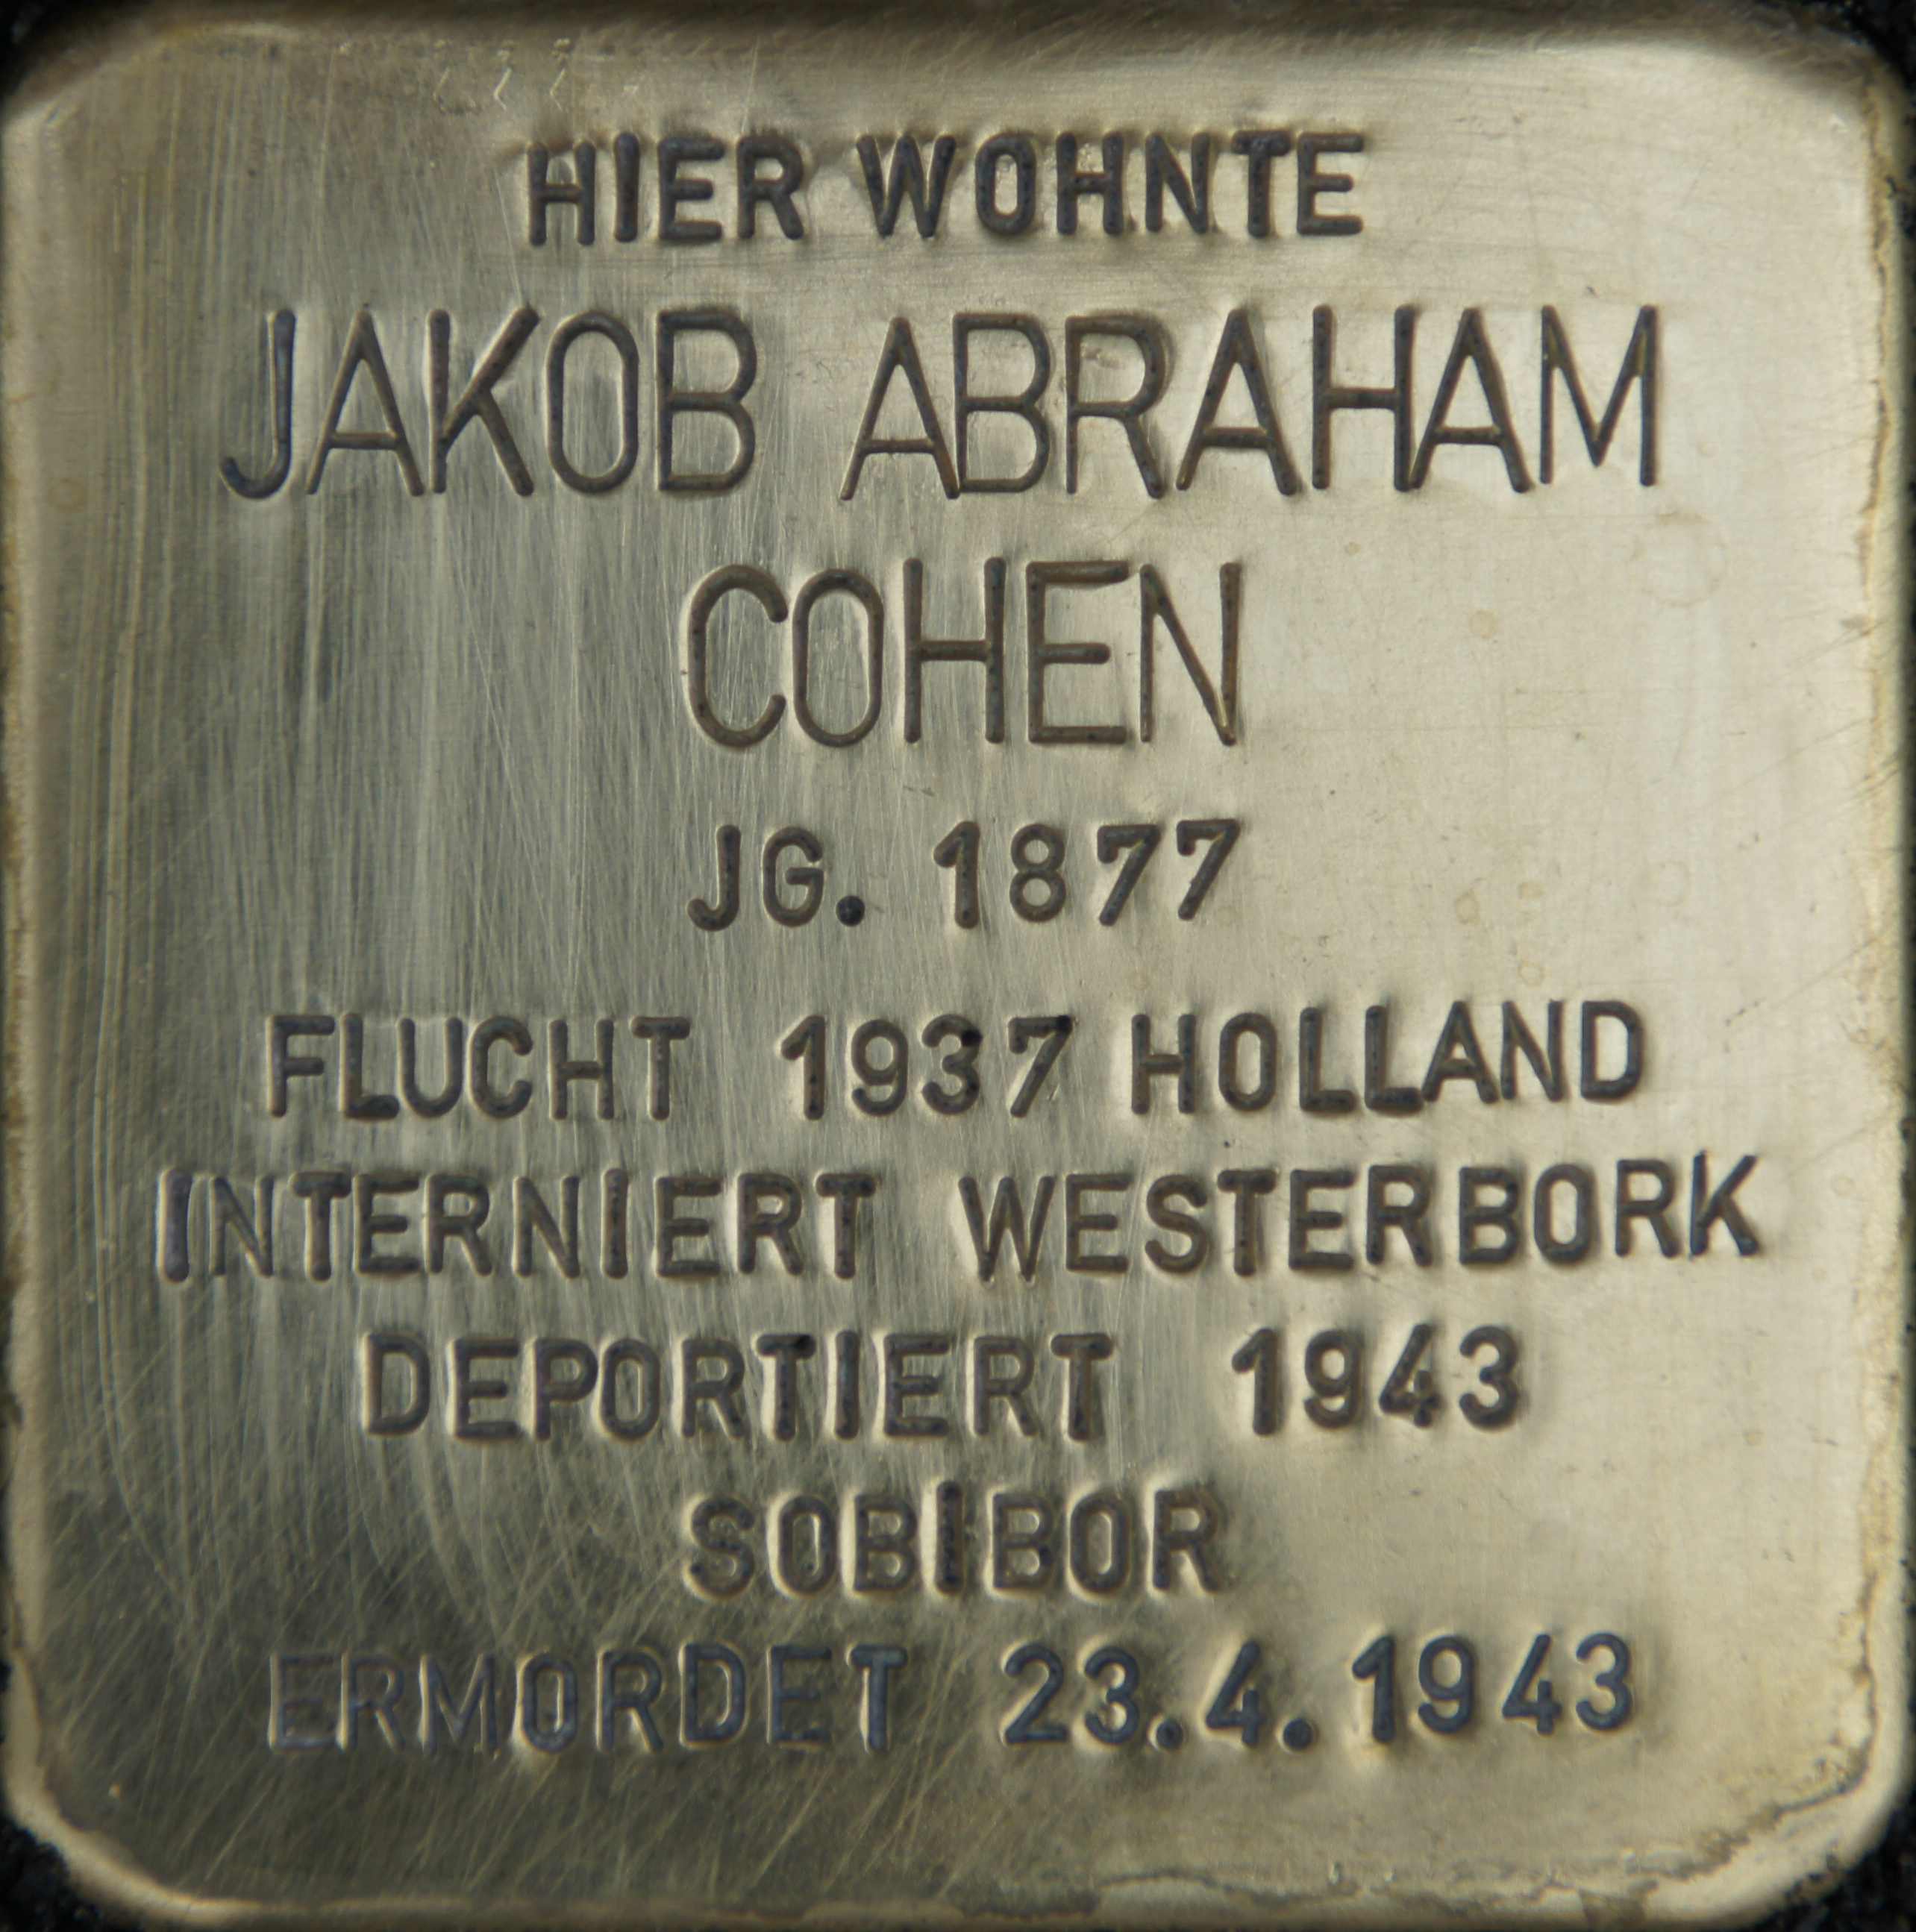 HIER WOHNTE
JAKOB ABRAHAM
COHEN
JG. 1877
FLUCHT 1937 HOLLAND
INTERNIERT WESTERBORK
DEPORTIERT 1943
SOBIBOR
ERMORDET 23.4.1943